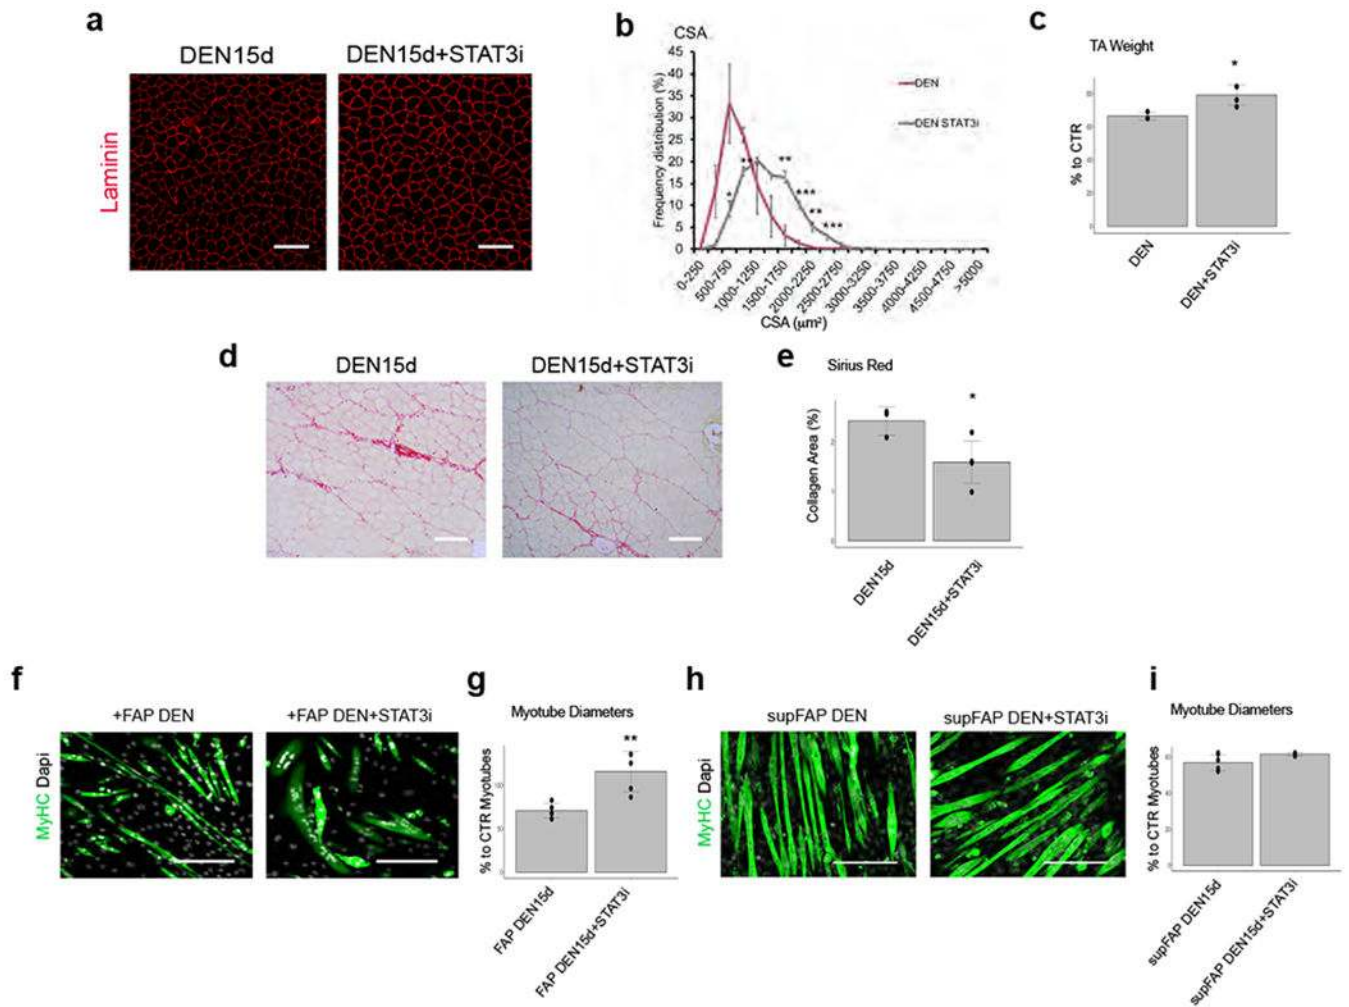 a
DEN15d
DEN15d+STAT3i
Laminin
b
CSA
45
40
35
30
25
20
15
10
5
0
Frequency distribution (%)
DEN
DEN STAT3i
*
**
**
***
**
***
0-250
500-750
1000-1250
1500-1750
2000-2250
2500-2750
3000-3250
3500-3750
4000-4250
4500-4750
>5000
CSA (μm²)
c
TA Weight
*
% to CTR
DEN
DEN+STAT3i
d
DEN15d
DEN15d+STAT3i
e
Sirius Red
*
Collagen Area (%)
2
1
0
DEN15d
DEN15d+STAT3i
f
+FAP DEN
+FAP DEN+STAT3i
MyHC Dapi
g
Myotube Diameters
**
% to CTR Myotubes
FAP DEN15d
FAP DEN15d+STAT3i
h
supFAP DEN
supFAP DEN+STAT3i
MyHC Dapi
i
Myotube Diameters
% to CTR Myotubes
supFAP DEN15d
supFAP DEN15d+STAT3i